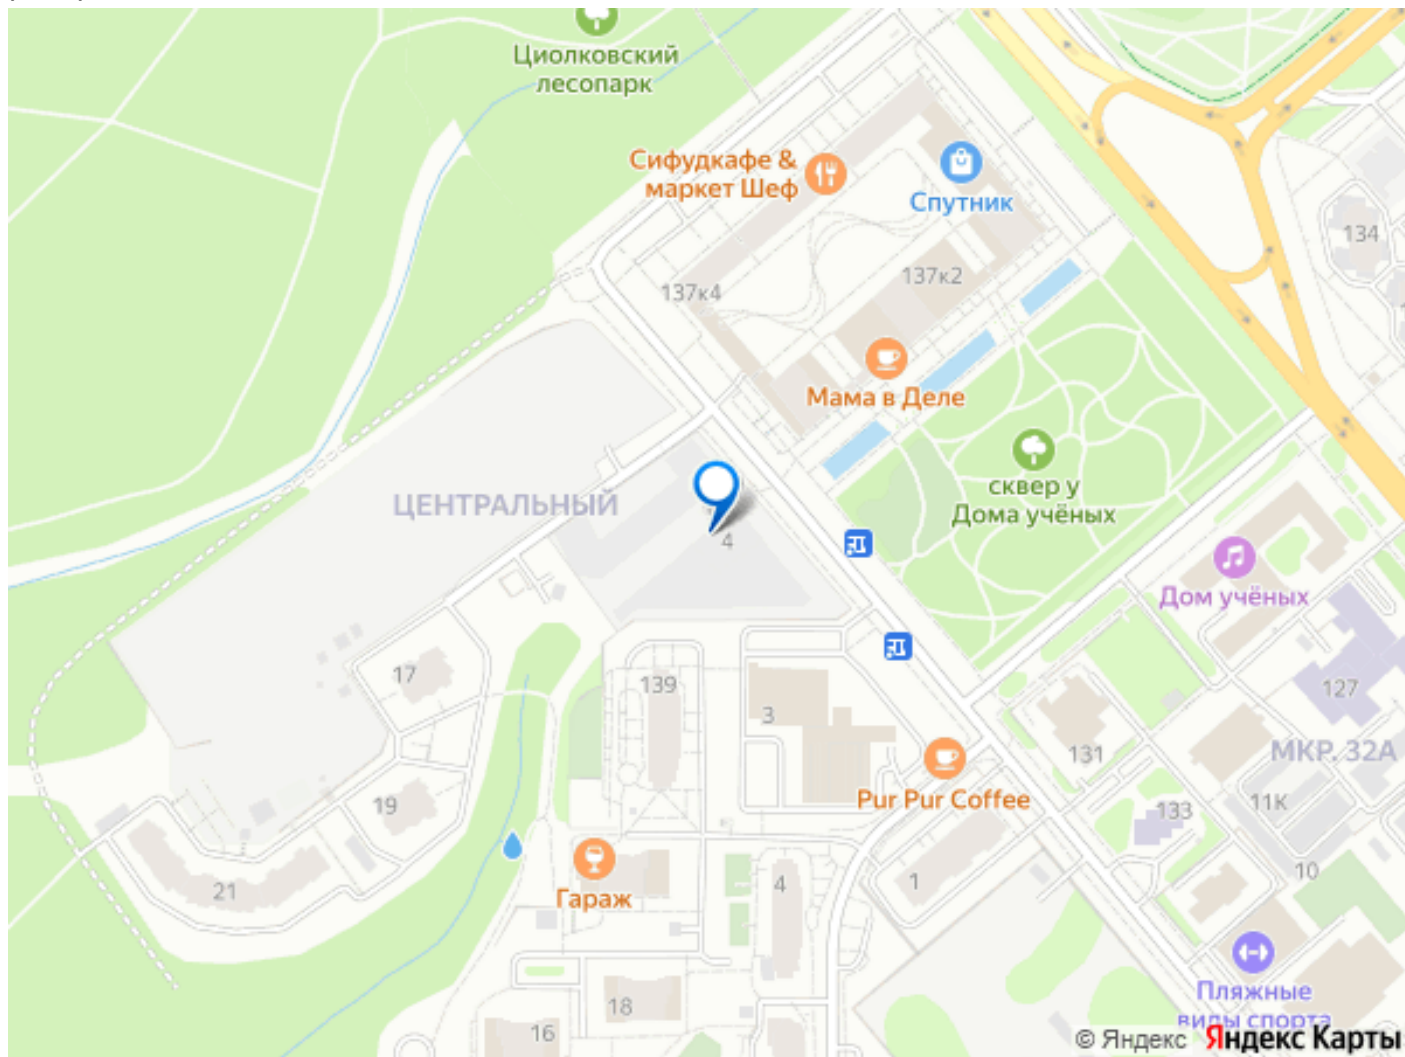 Циолковский
лесопарк
Сифудкафе &
маркет Шеф
Спутник
134
137к4
137к2
Мама в Деле
ЦЕНТРАЛЬНЫЙ
4
сквер у
Дома учёных
Дом учёных
17
139
3
127
131
МКР. 32А
19
Pur Pur Coffee
133
11К
21
Гараж
4
1
10
18
16
Пляжные
виды спорта
© Яндекс Яндекс Карты